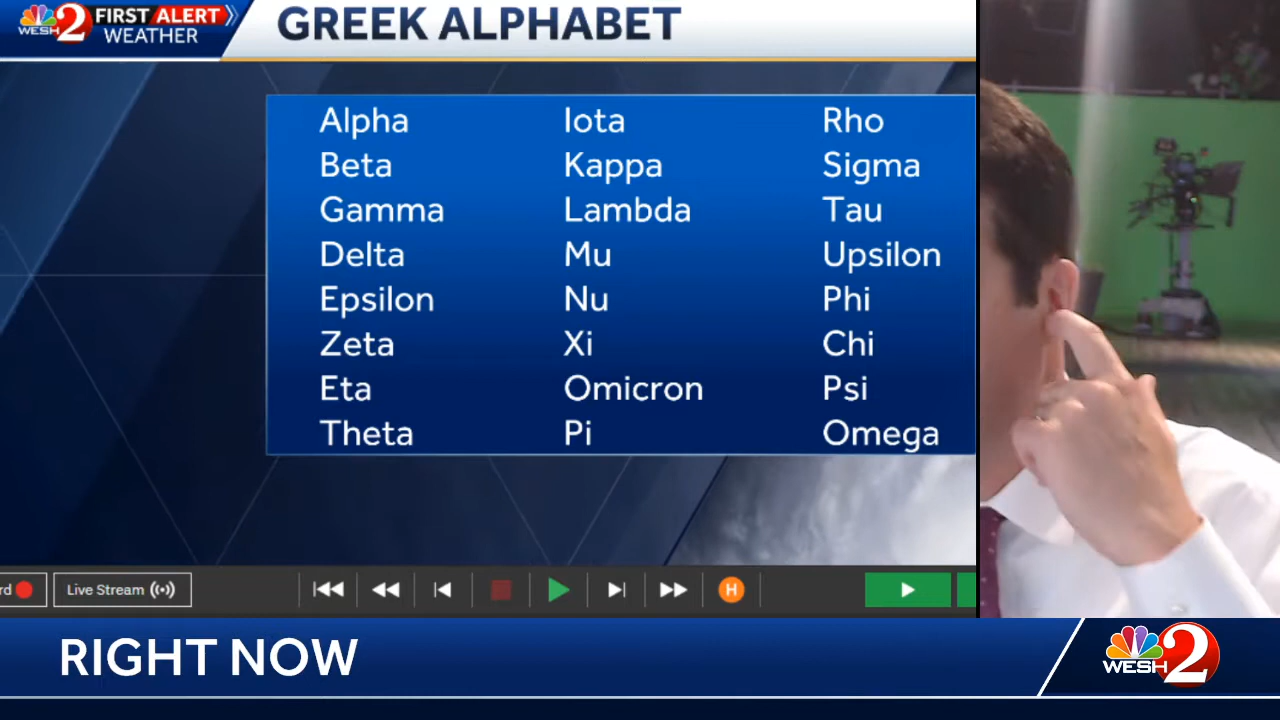 WESH 2 FIRST ALERT WEATHER
GREEK ALPHABET
Alpha
Beta
Gamma
Delta
Epsilon
Zeta
Eta
Theta
Iota
Kappa
Lambda
Mu
Nu
Xi
Omicron
Pi
Rho
Sigma
Tau
Upsilon
Phi
Chi
Psi
Omega
rd
Live Stream
H
RIGHT NOW
WESH 2